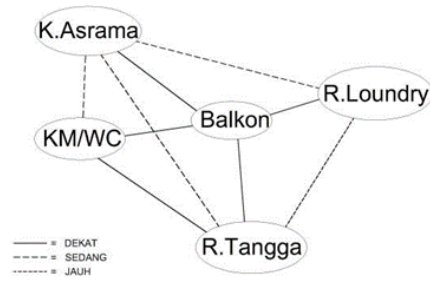 K.Asrama
R.Loundry
Balkon
KM/WC
R.Tangga
= DEKAT
= SEDANG
= JAUH